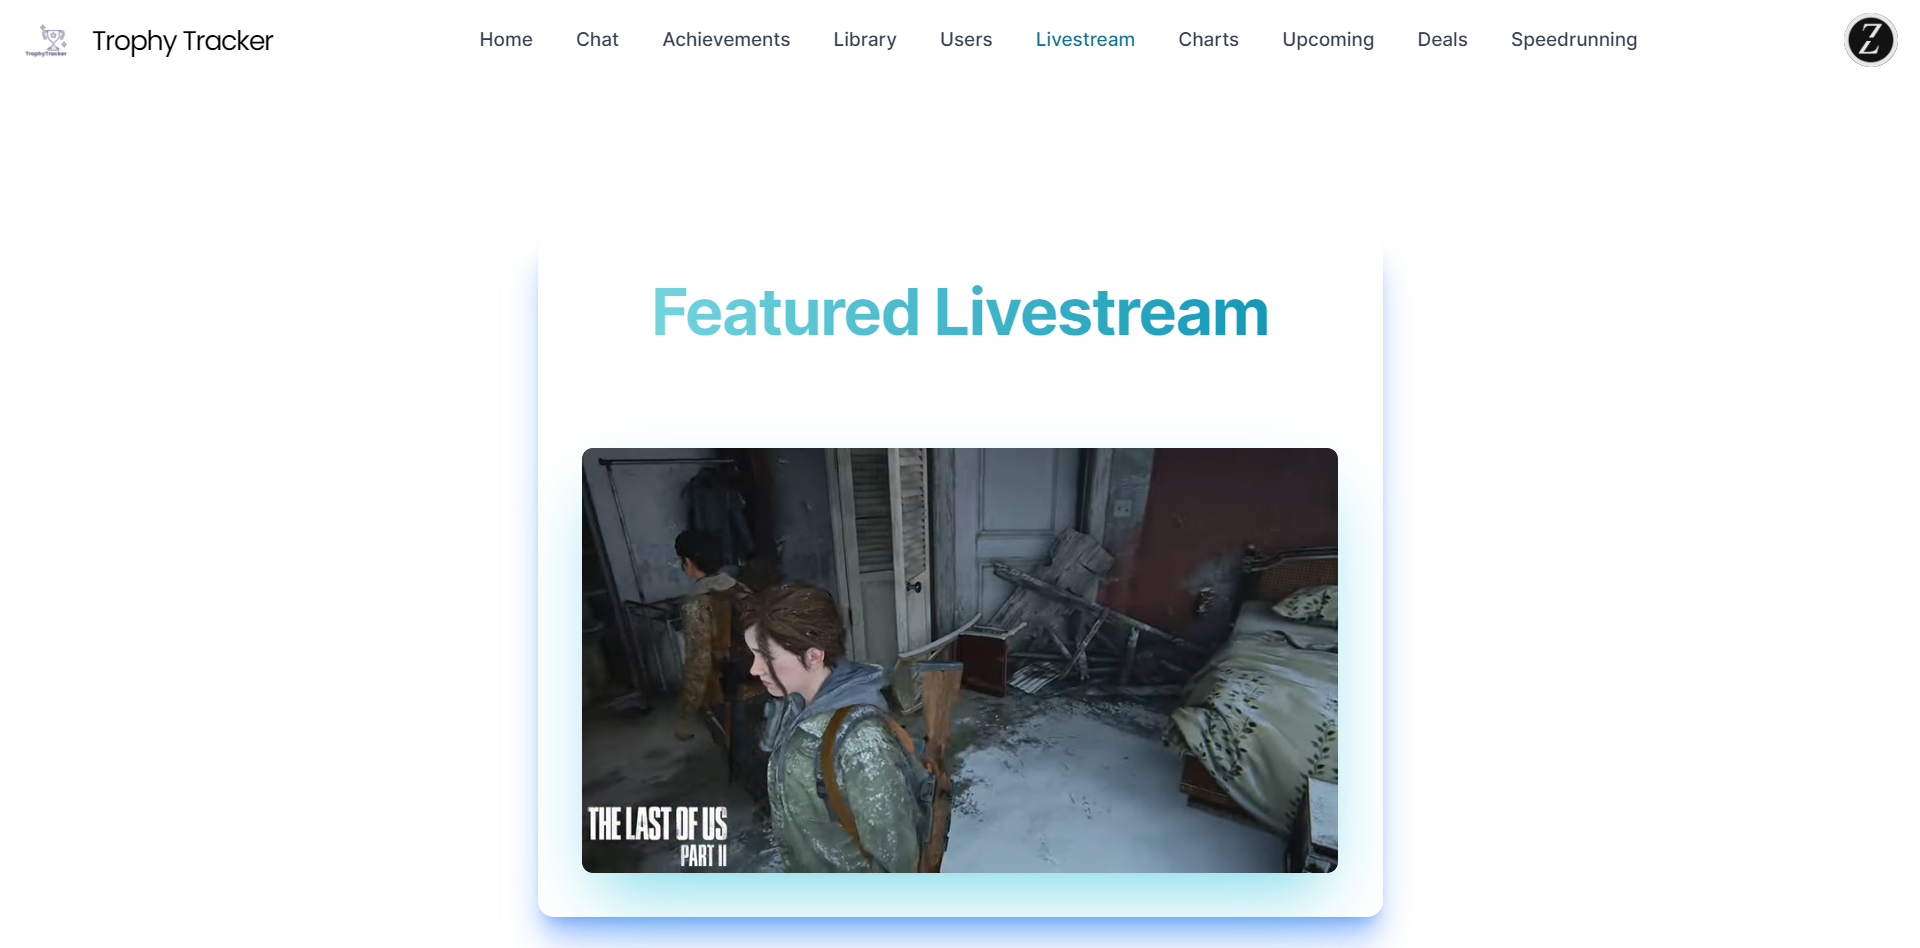 TrophyTracker
Trophy Tracker
Home
Chat
Achievements
Library
Users
Livestream
Charts
Upcoming
Deals
Speedrunning
Z
Featured Livestream
THE LAST OF US
PART II